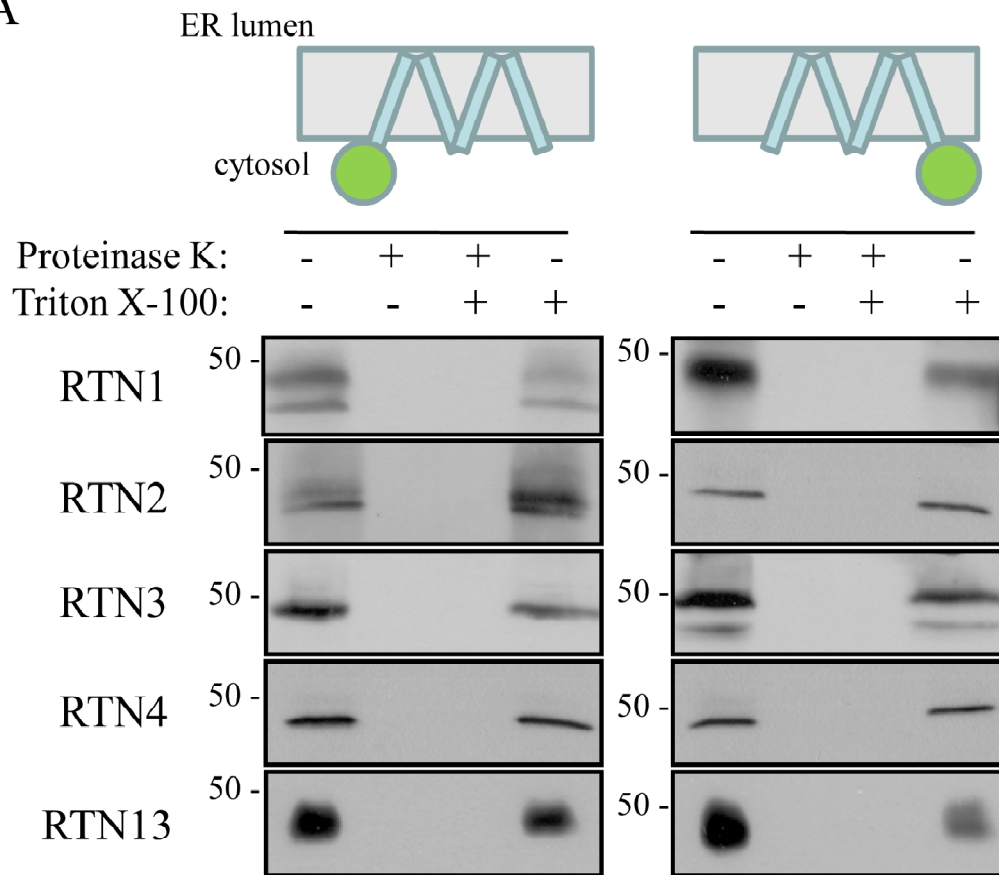 A
ER lumen
cytosol
Proteinase K: - + + - - + + -
Triton X-100: - - + + - - + +
RTN1 50 - 50 -
RTN2 50 - 50 -
RTN3 50 - 50 -
RTN4 50 - 50 -
RTN13 50 - 50 -